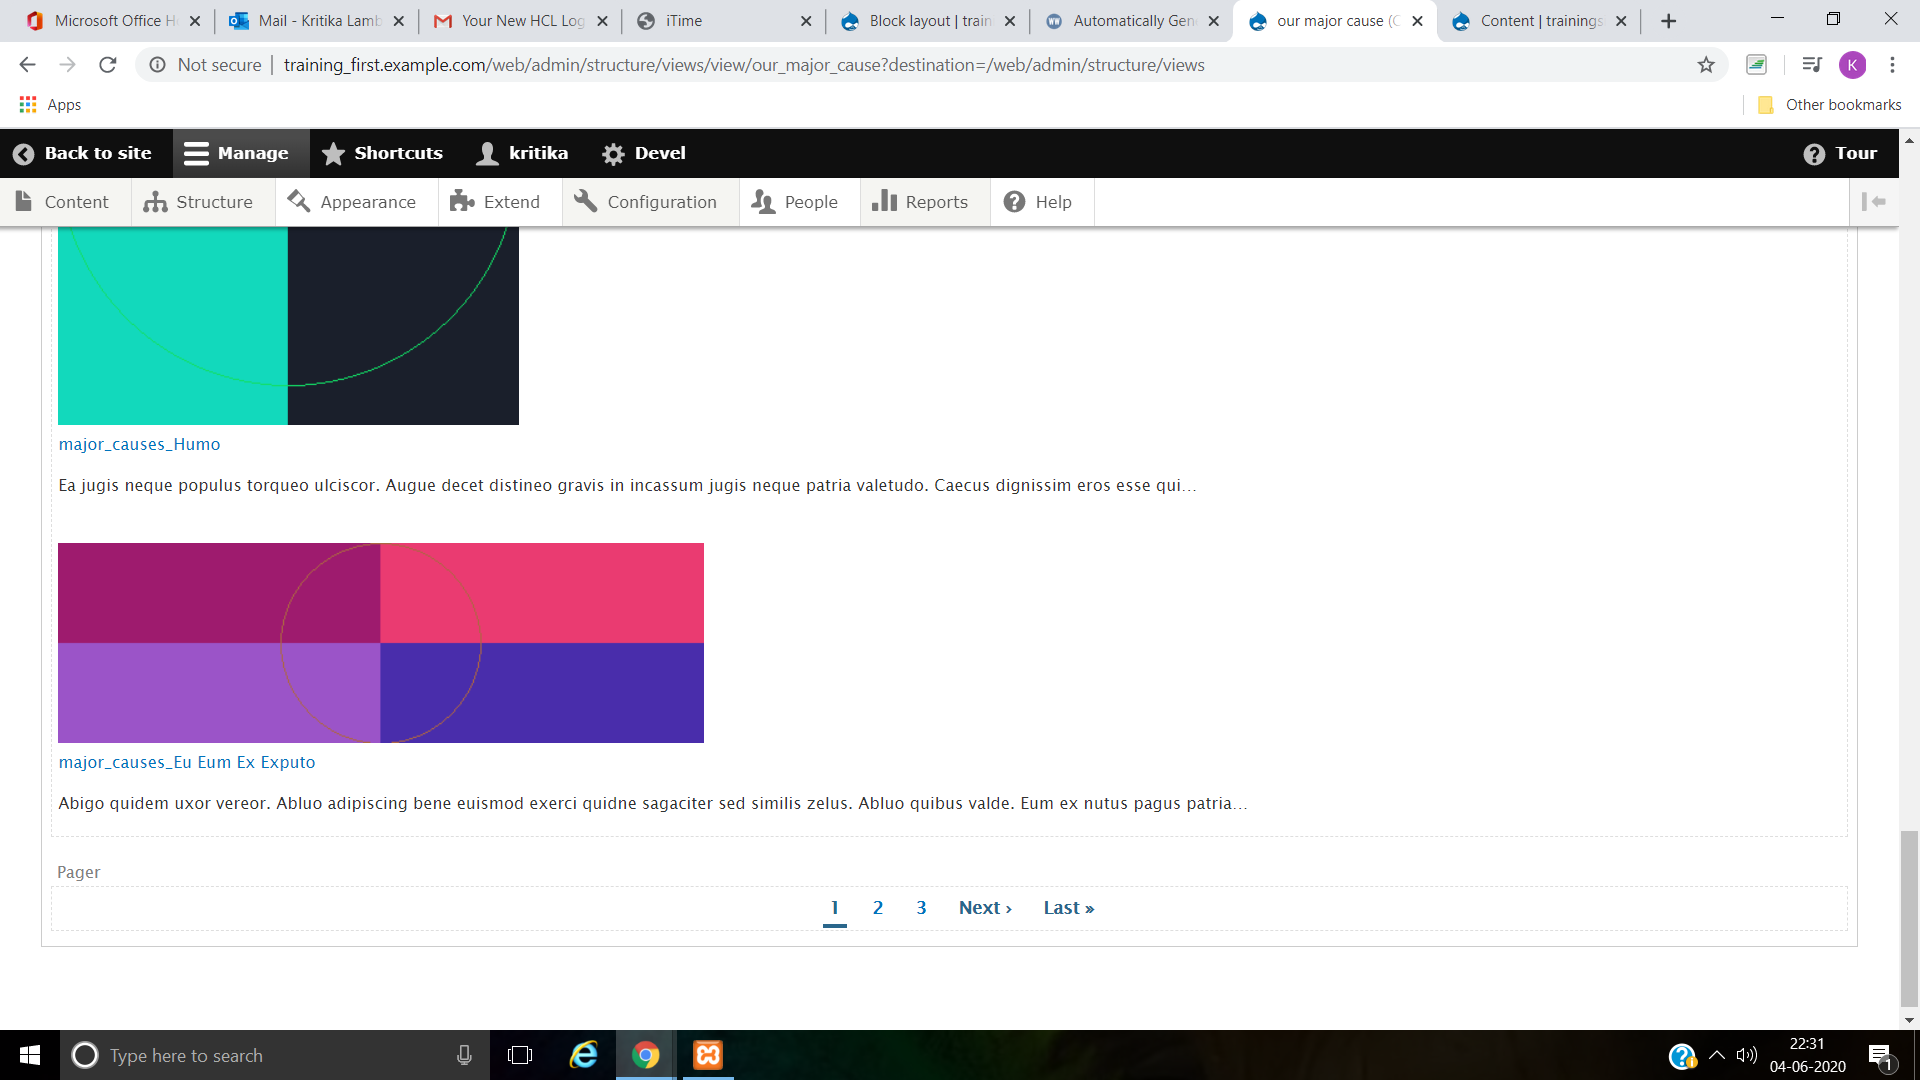 Microsoft Office H
Mail - Kritika Lamb
Your New HCL Log
iTime
Block layout | train
Automatically Gen
our major cause (C
Content | trainings
Not secure
training_first.example.com/web/admin/structure/views/view/our_major_cause?destination=/web/admin/structure/views
K
Apps
Other bookmarks
Back to site
Manage
Shortcuts
kritika
Devel
Tour
Content
Structure
Appearance
Extend
Configuration
People
Reports
Help
major_causes_Humo
Ea jugis neque populus torqueo ulciscor. Augue decet distineo gravis in incassum jugis neque patria valetudo. Caecus dignissim eros esse qui...
major_causes_Eu Eum Ex Exputo
Abigo quidem uxor vereor. Abluo adipiscing bene euismod exerci quidne sagaciter sed similis zelus. Abluo quibus valde. Eum ex nutus pagus patria...
Pager
1 2 3 Next › Last »
Type here to search
22:31
04-06-2020
1